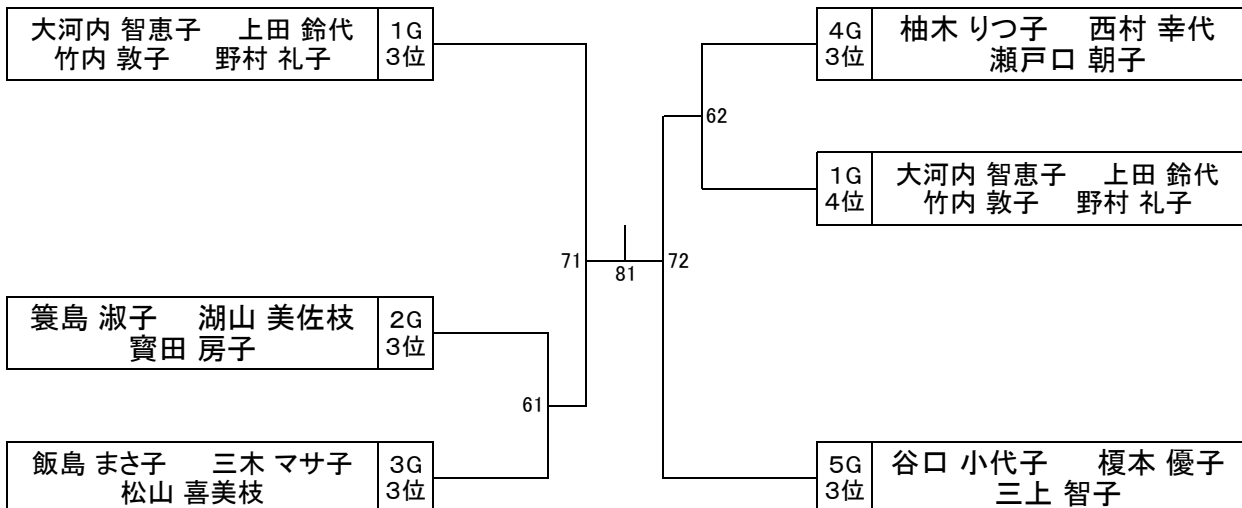 大河内 智恵子 上田 鈴代
竹内 敦子 野村 礼子
1G
3位
簑島 淑子 湖山 美佐枝
寳田 房子
2G
3位
飯島 まさ子 三木 マサ子
松山 喜美枝
3G
3位
61
71
81
72
62
4G
3位
柚木 りつ子 西村 幸代
瀬戸口 朝子
1G
4位
大河内 智恵子 上田 鈴代
竹内 敦子 野村 礼子
5G
3位
谷口 小代子 榎本 優子
三上 智子